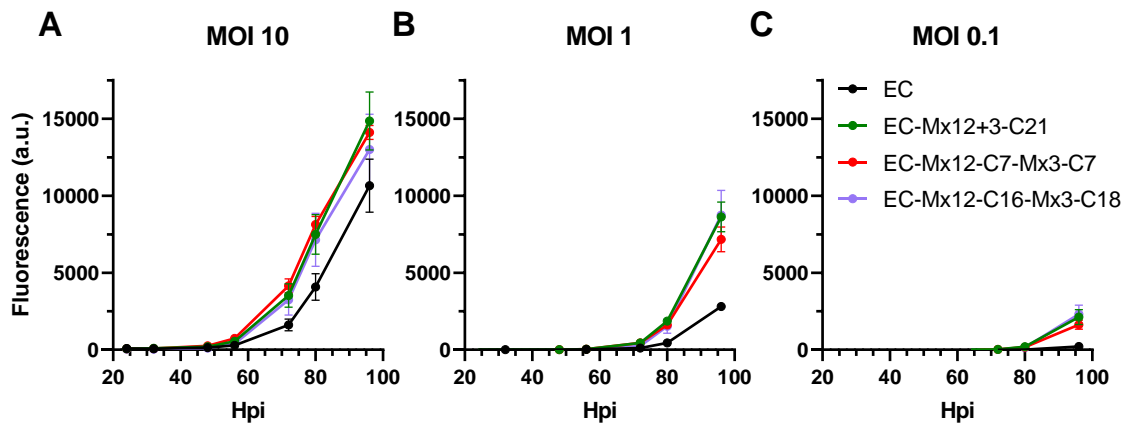 A
MOI 10
Fluorescence (a.u.)
15000
10000
5000
0
20 40 60 80 100
Hpi
B
MOI 1
15000
10000
5000
0
20 40 60 80 100
Hpi
C
MOI 0.1
15000
10000
5000
0
20 40 60 80 100
Hpi
EC
EC-Mx12+3-C21
EC-Mx12-C7-Mx3-C7
EC-Mx12-C16-Mx3-C18